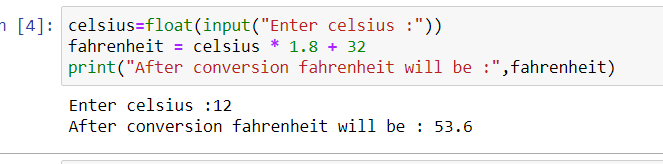 n [4]: celsius=float(input("Enter celsius :"))
fahrenheit = celsius * 1.8 + 32
print("After conversion fahrenheit will be :",fahrenheit)
Enter celsius :12
After conversion fahrenheit will be : 53.6